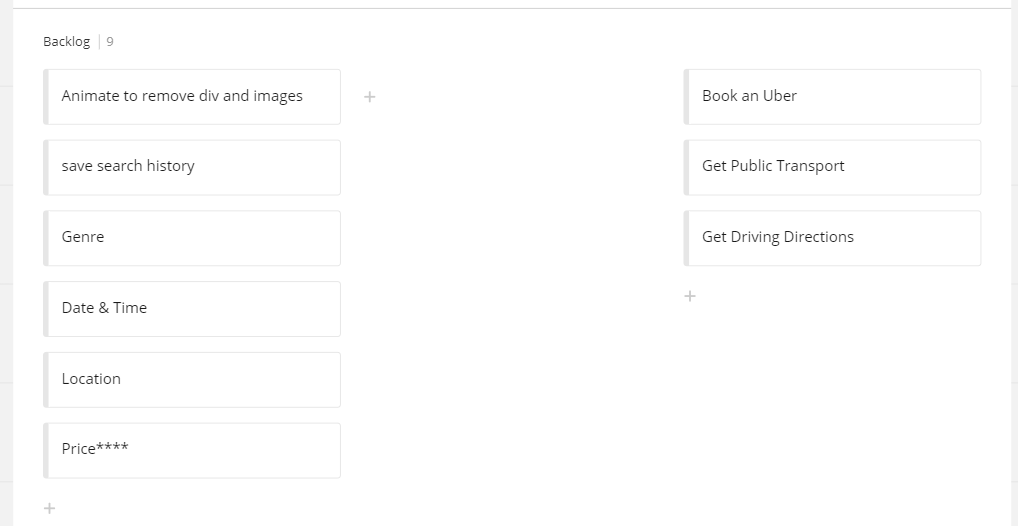 Backlog | 9
Animate to remove div and images
save search history
Genre
Date & Time
Location
Price****
Book an Uber
Get Public Transport
Get Driving Directions